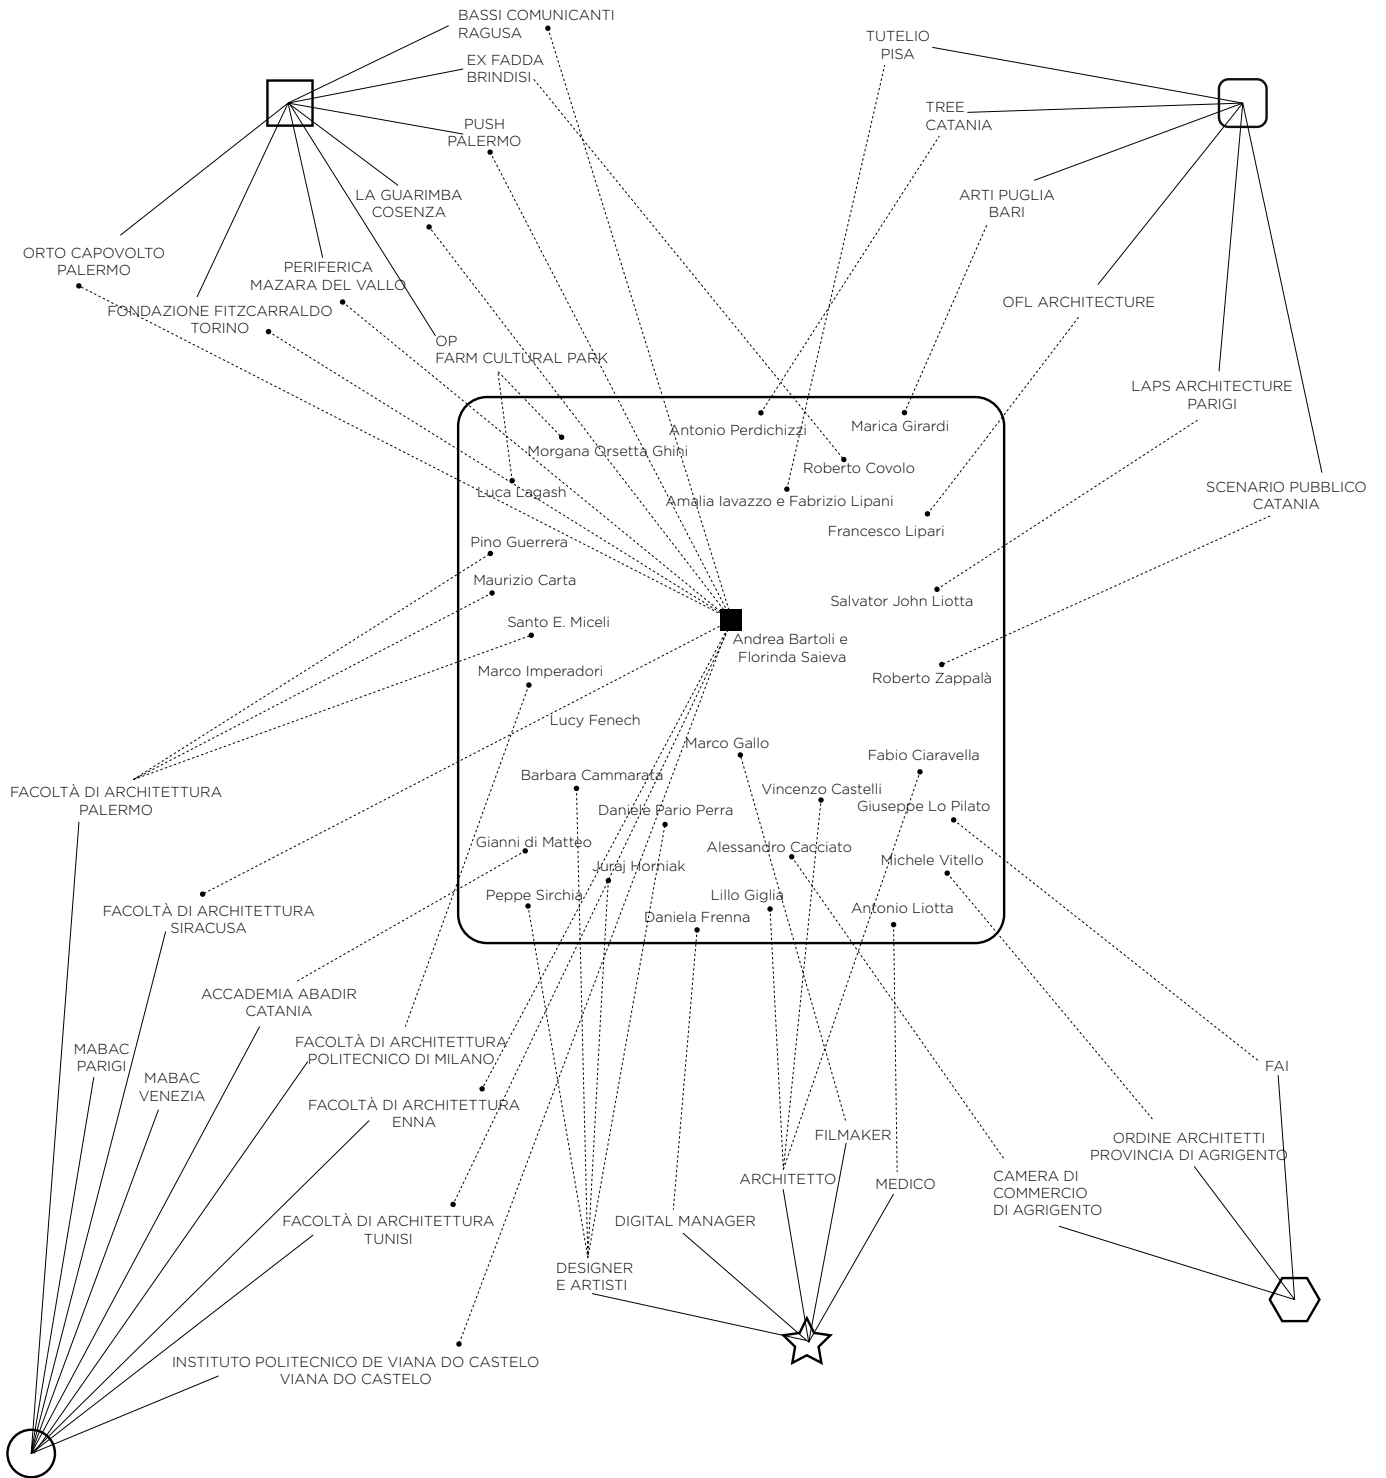 BASSI COMUNICANTI
RAGUSA
EX FADDA
BRINDISI
PUSH
PALERMO
LA GUARIMBA
COSENZA
ORTO CAPOVOLTO
PALERMO
PERIFERICA
MAZARA DEL VALLO
FONDAZIONE FITZCARRALDO
TORINO
OP
FARM CULTURAL PARK
TUTELIO
PISA
TREE
CATANIA
ARTI PUGLIA
BARI
OFL ARCHITECTURE
LAPS ARCHITECTURE
PARIGI
SCENARIO PUBBLICO
CATANIA
Antonio Perdichizzi
Marica Girardi
Morgana Orsetta Ghini
Roberto Covolo
Luca Lagash
Amalia Iavazzo e Fabrizio Lipani
Francesco Lipari
Pino Guerrera
Maurizio Carta
Salvator John Liotta
Santo E. Miceli
Andrea Bartoli e
Florinda Saieva
Marco Imperadori
Roberto Zappalà
Lucy Fenech
Marco Gallo
Fabio Ciaravella
Barbara Cammarata
Vincenzo Castelli
Giuseppe Lo Pilato
Daniele Pario Perra
Gianni di Matteo
Alessandro Cacciato
Michele Vitello
Juraj Horniak
Peppe Sirchia
Lillo Giglia
Antonio Liotta
Daniela Frenna
FACOLTÀ DI ARCHITETTURA
PALERMO
FACOLTÀ DI ARCHITETTURA
SIRACUSA
ACCADEMIA ABADIR
CATANIA
MABAC
PARIGI
MABAC
VENEZIA
FACOLTÀ DI ARCHITETTURA
POLITECNICO DI MILANO
FACOLTÀ DI ARCHITETTURA
ENNA
FACOLTÀ DI ARCHITETTURA
TUNISI
INSTITUTO POLITECNICO DE VIANA DO CASTELO
VIANA DO CASTELO
DESIGNER
E ARTISTI
DIGITAL MANAGER
ARCHITETTO
FILMAKER
MEDICO
CAMERA DI
COMMERCIO
DI AGRIGENTO
ORDINE ARCHITETTI
PROVINCIA DI AGRIGENTO
FAI